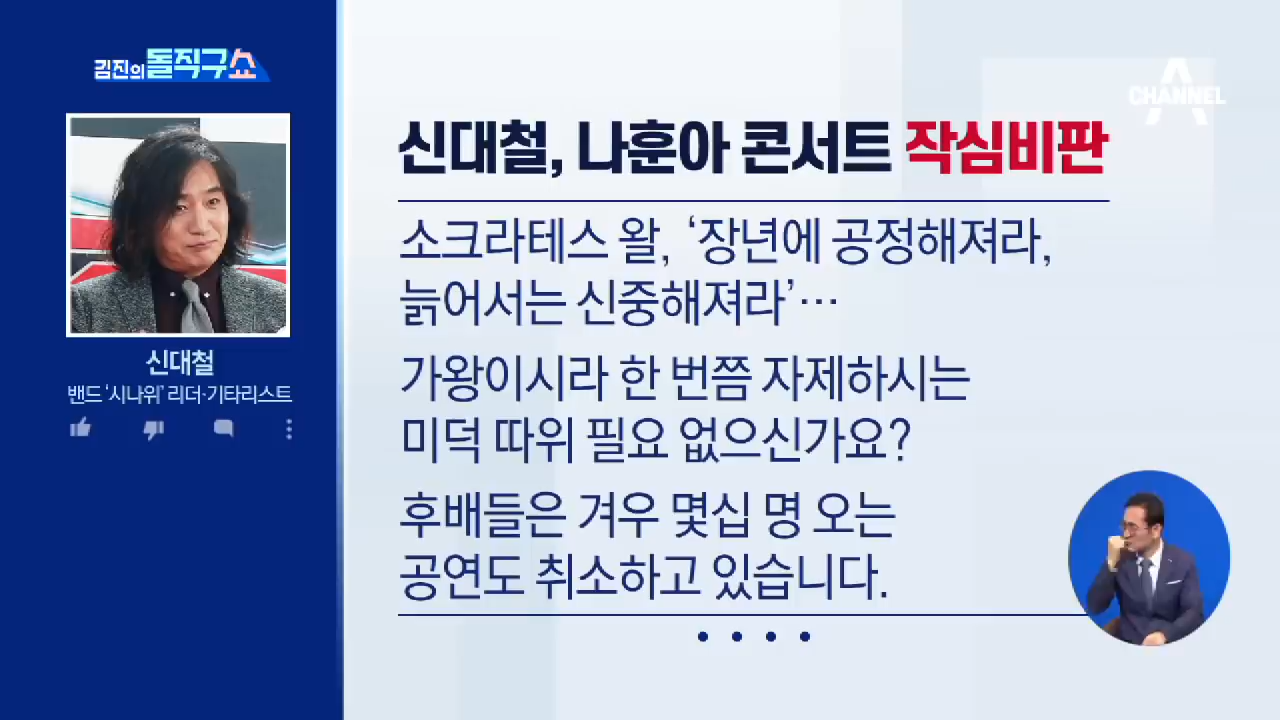 김진의 돌직구쇼
CHANNEL A
신대철, 나훈아 콘서트 작심비판
소크라테스 왈, ‘장년에 공정해져라,
늙어서는 신중해져라’…
가왕이시라 한 번쯤 자제하시는
미덕 따위 필요 없으신가요?
후배들은 겨우 몇십 명 오는
공연도 취소하고 있습니다.
신대철
밴드 ‘시나위’ 리더·기타리스트